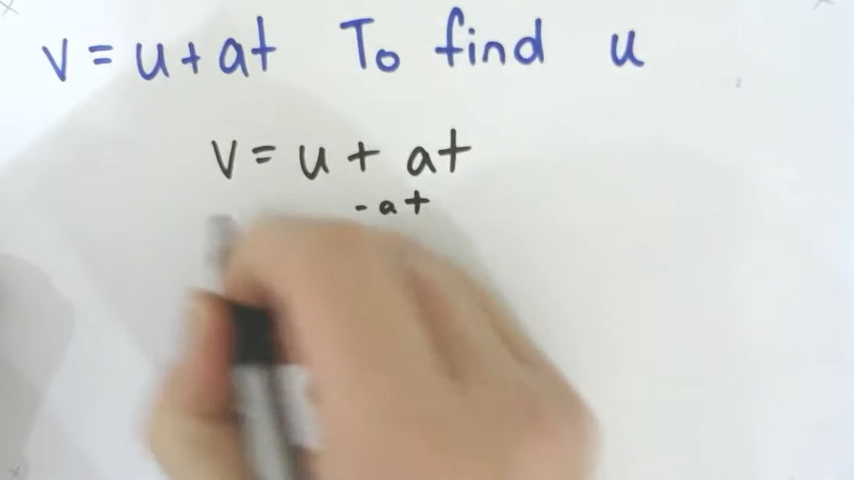 v = u + at To find u
v = u + at
- at